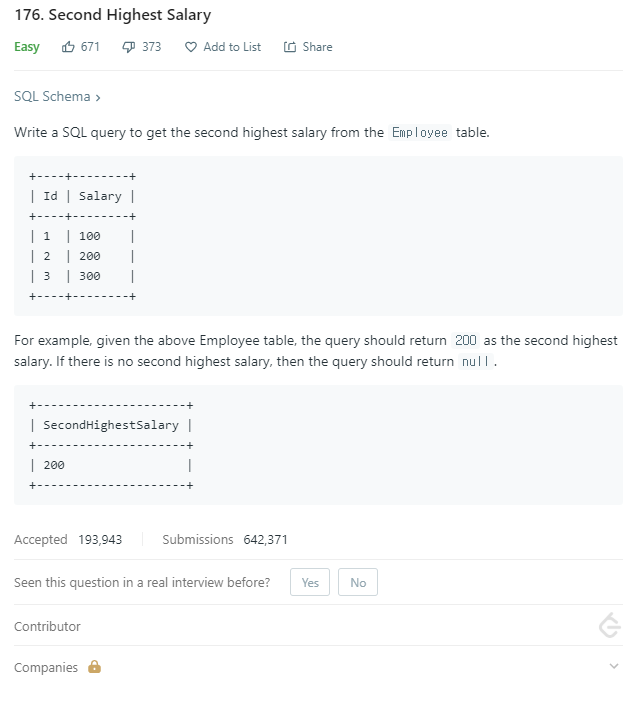 176. Second Highest Salary
Easy 671 373 Add to List Share
SQL Schema >
Write a SQL query to get the second highest salary from the Employee table.
+----+--------+
| Id | Salary |
+----+--------+
| 1  | 100    |
| 2  | 200    |
| 3  | 300    |
+----+--------+
For example, given the above Employee table, the query should return 200 as the second highest
salary. If there is no second highest salary, then the query should return null.
+---------------------+
| SecondHighestSalary |
+---------------------+
| 200                 |
+---------------------+
Accepted 193,943 Submissions 642,371
Seen this question in a real interview before? Yes No
Contributor
Companies